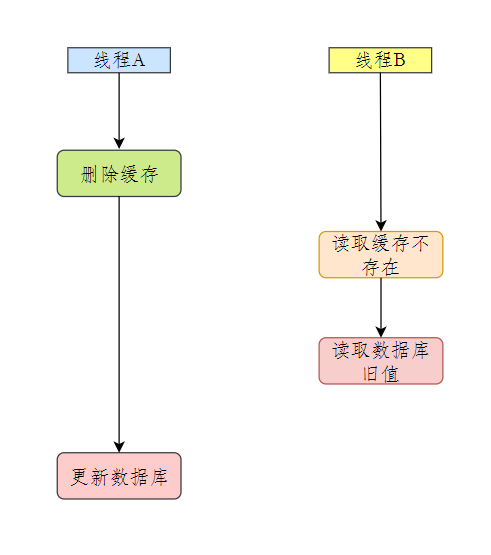 线程A
线程B
删除缓存
读取缓存不
存在
读取数据库
旧值
更新数据库